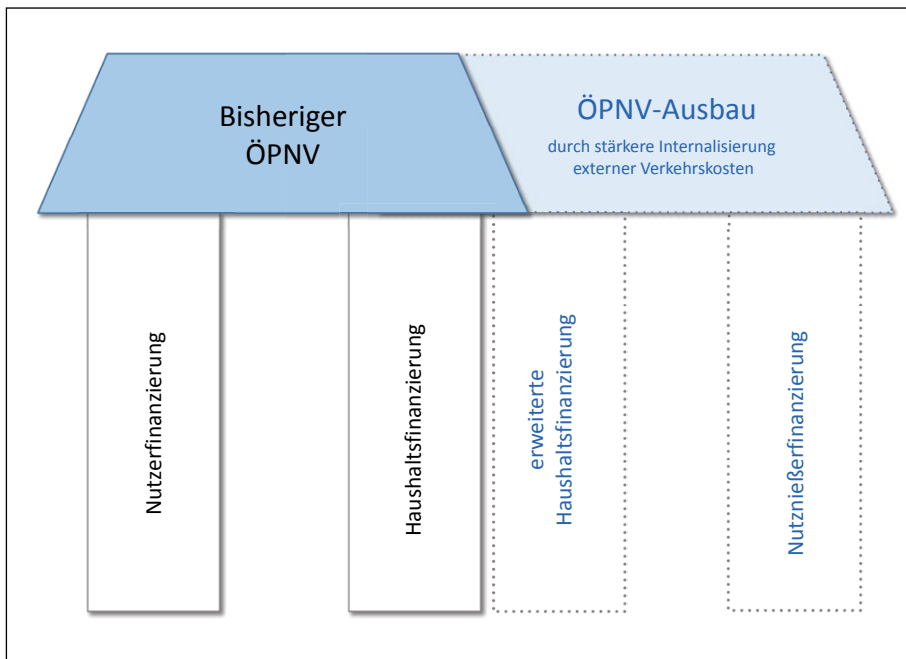 Bisheriger
ÖPNV
ÖPNV-Ausbau
durch stärkere Internalisierung
externer Verkehrskosten
Nutzerfinanzierung
Haushaltsfinanzierung
erweiterte
Haushaltsfinanzierung
Nutznießerfinanzierung